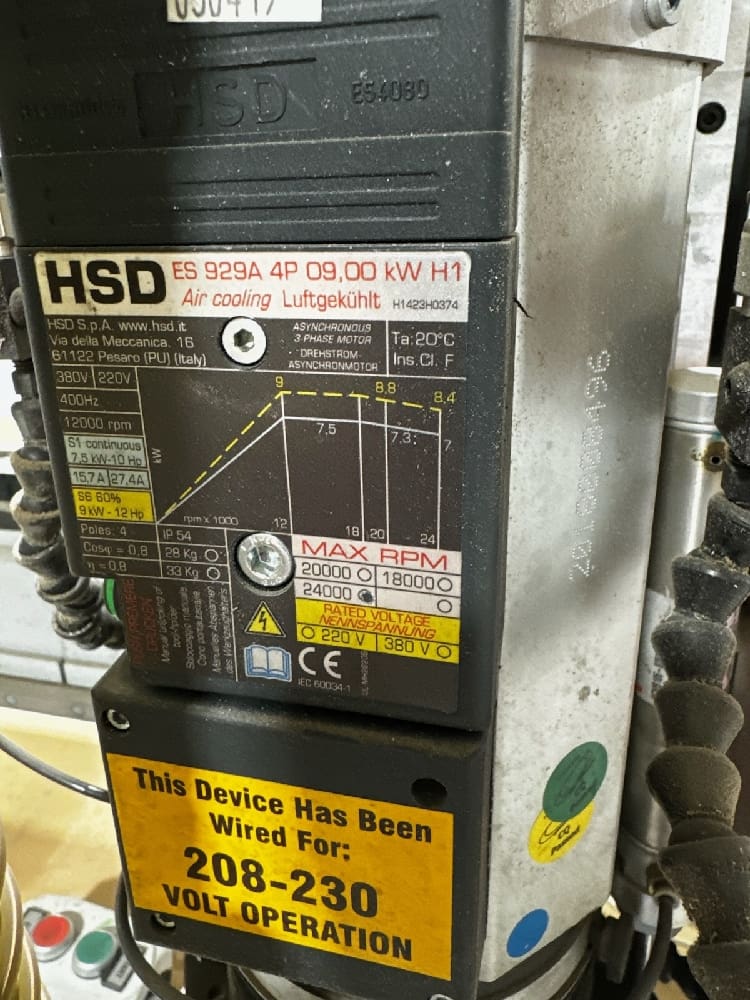 HSD
ES4080
HSD ES 929A 4P 09,00 kW H1
Air cooling Luftgekühlt H1423H0374
HSD S.p.A. www.hsd.it
Via della Meccanica, 16
61122 Pesaro (PU) (Italy)
ASYNCHRONOUS
3 PHASE MOTOR
DREHSTROM-
ASYNCHRONMOTOR
Ta:20°C
Ins.Cl. F
380V 220V
400Hz
12000 rpm
S1 continuous
7,5 kW-10 Hp
15,7A 27,4A
S6 60%
9 kW - 12 Hp
Poles: 4 IP 54
Cosφ = 0,8 28 Kg
η = 0,8 33 Kg
kW
9 8,8 8,4
7,5 7,3 7
rpm x 1000 12 18 20 24
MAX RPM
20000 18000
24000
RATED VOLTAGE
NENNSPANNUNG
220 V 380 V
Manual clamping of
tool-holder
CE
IEC 60034-1
This Device Has Been
Wired For:
208-230
VOLT OPERATION